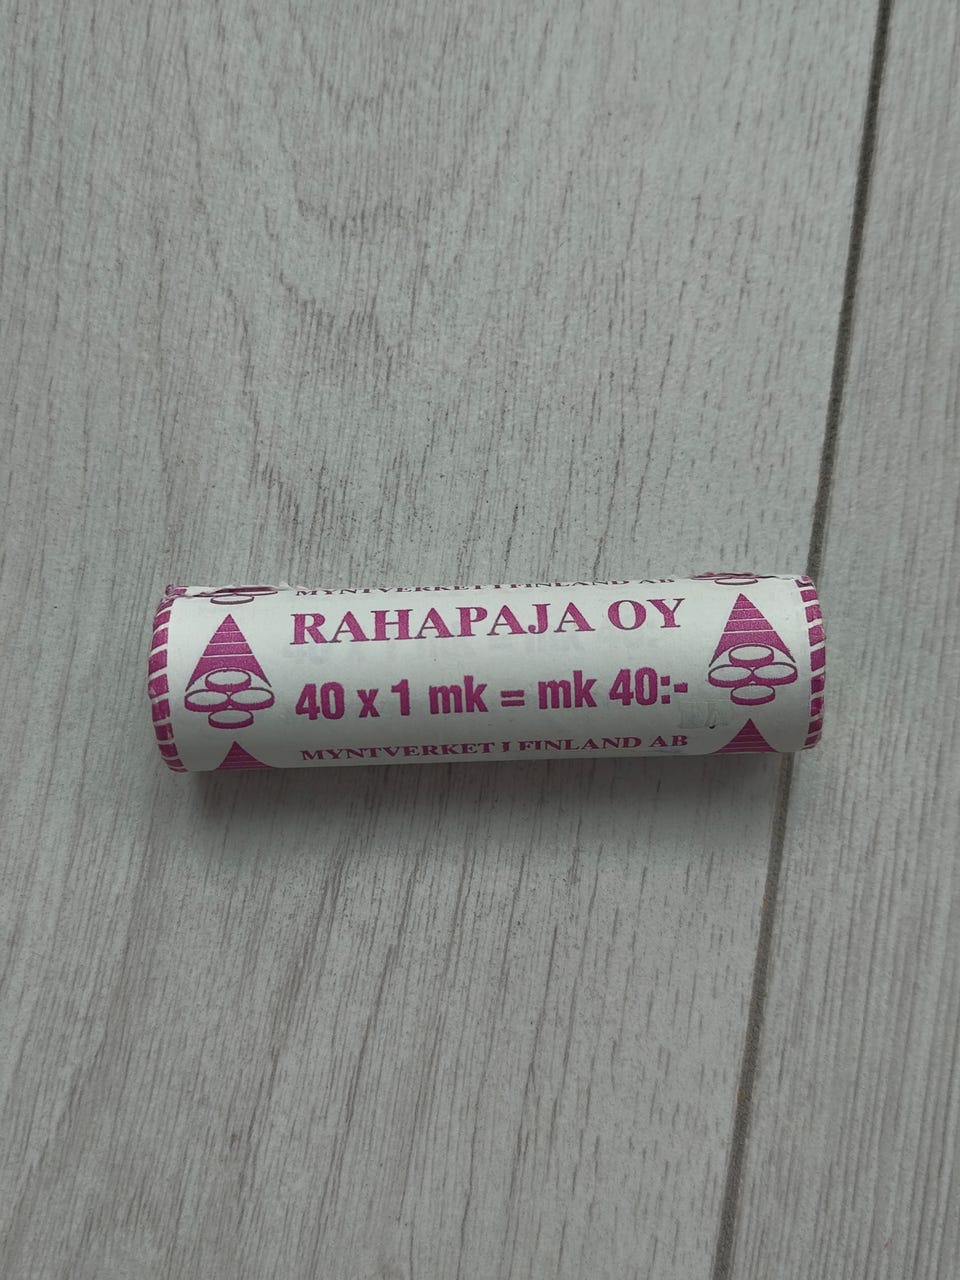 MYNTVERKET I FINLAND AB
RAHAPAJA OY
40 x 1 mk = mk 40:-
MYNTVERKET I FINLAND AB